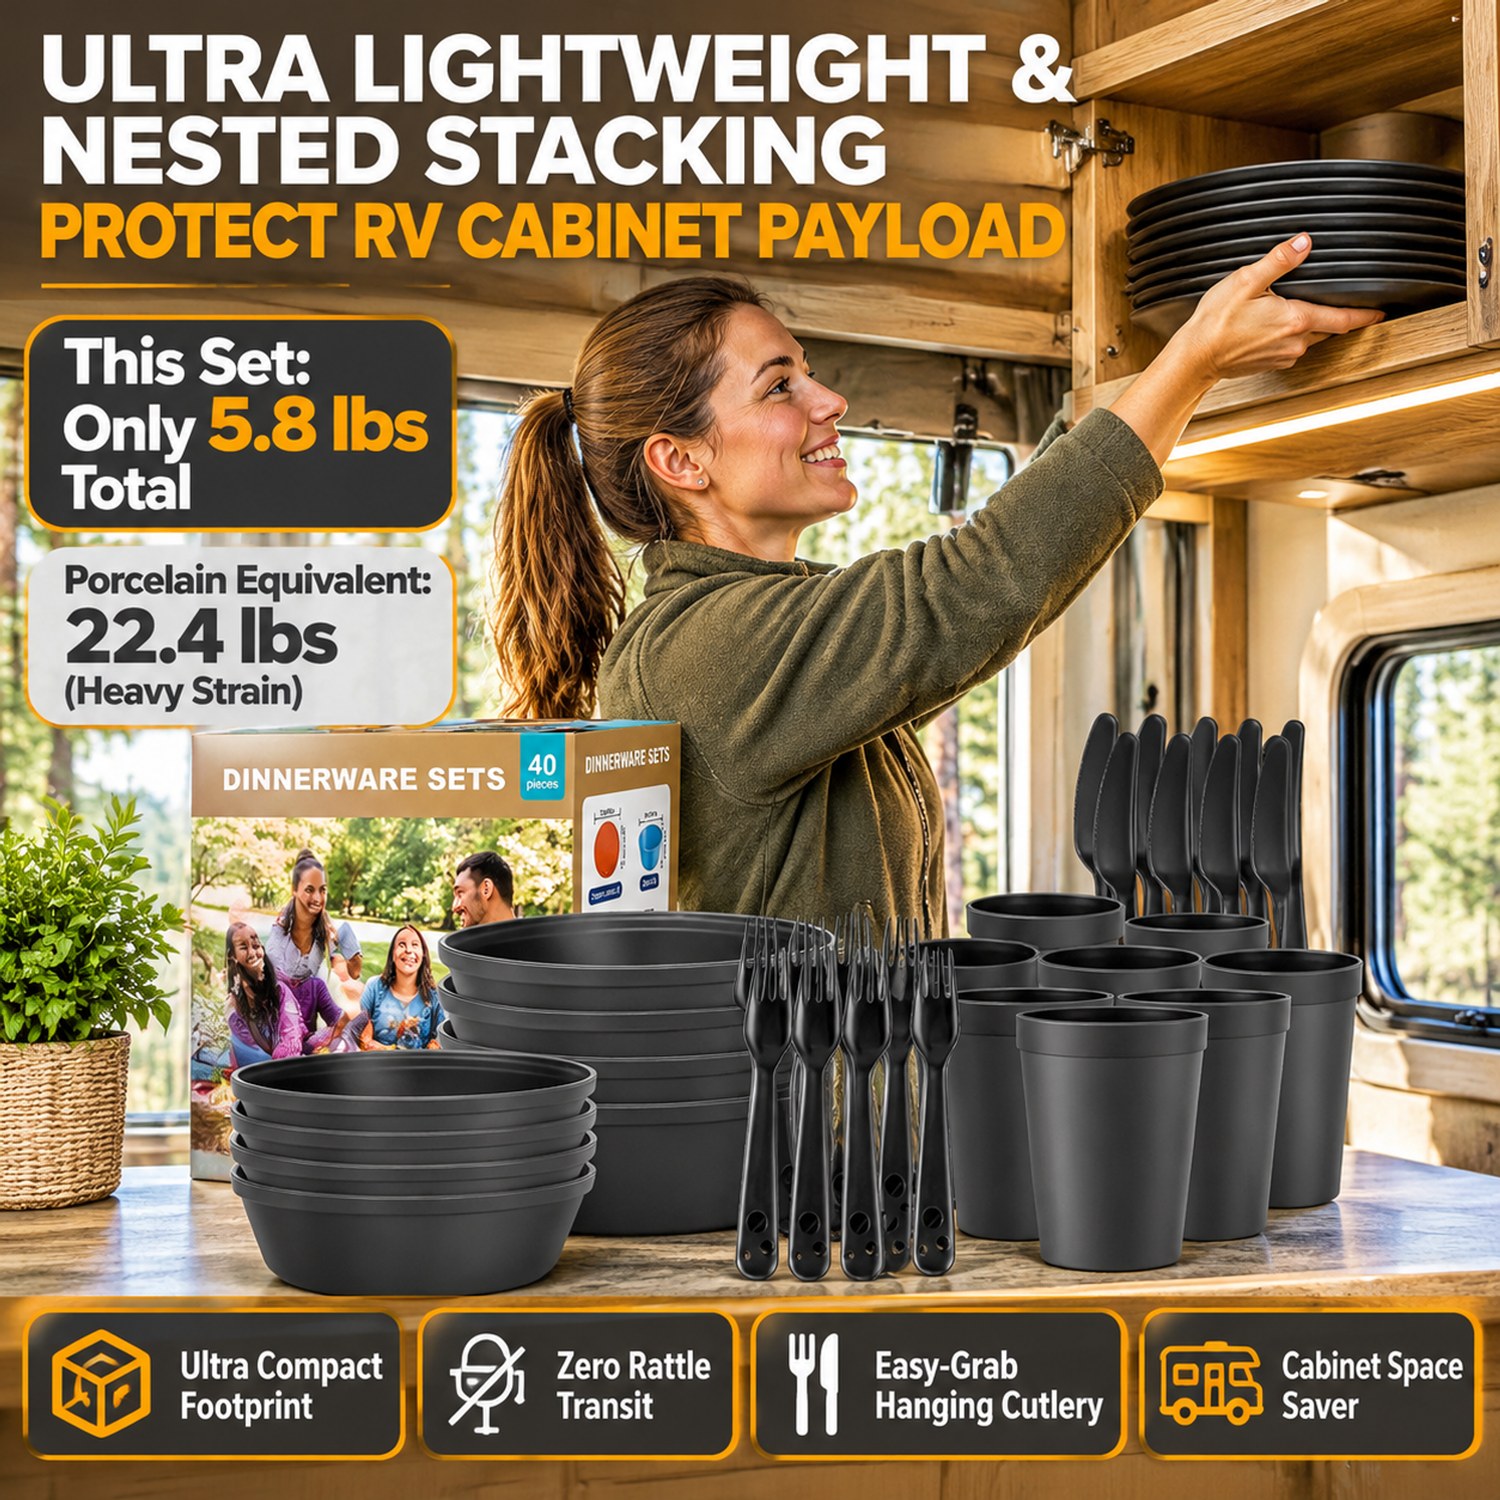 ULTRA LIGHTWEIGHT &
NESTED STACKING
PROTECT RV CABINET PAYLOAD
This Set:
Only 5.8 lbs
Total
Porcelain Equivalent:
22.4 lbs
(Heavy Strain)
DINNERWARE SETS
40
pieces
DINNERWARE SETS
Ultra Compact
Footprint
Zero Rattle
Transit
Easy-Grab
Hanging Cutlery
Cabinet Space
Saver